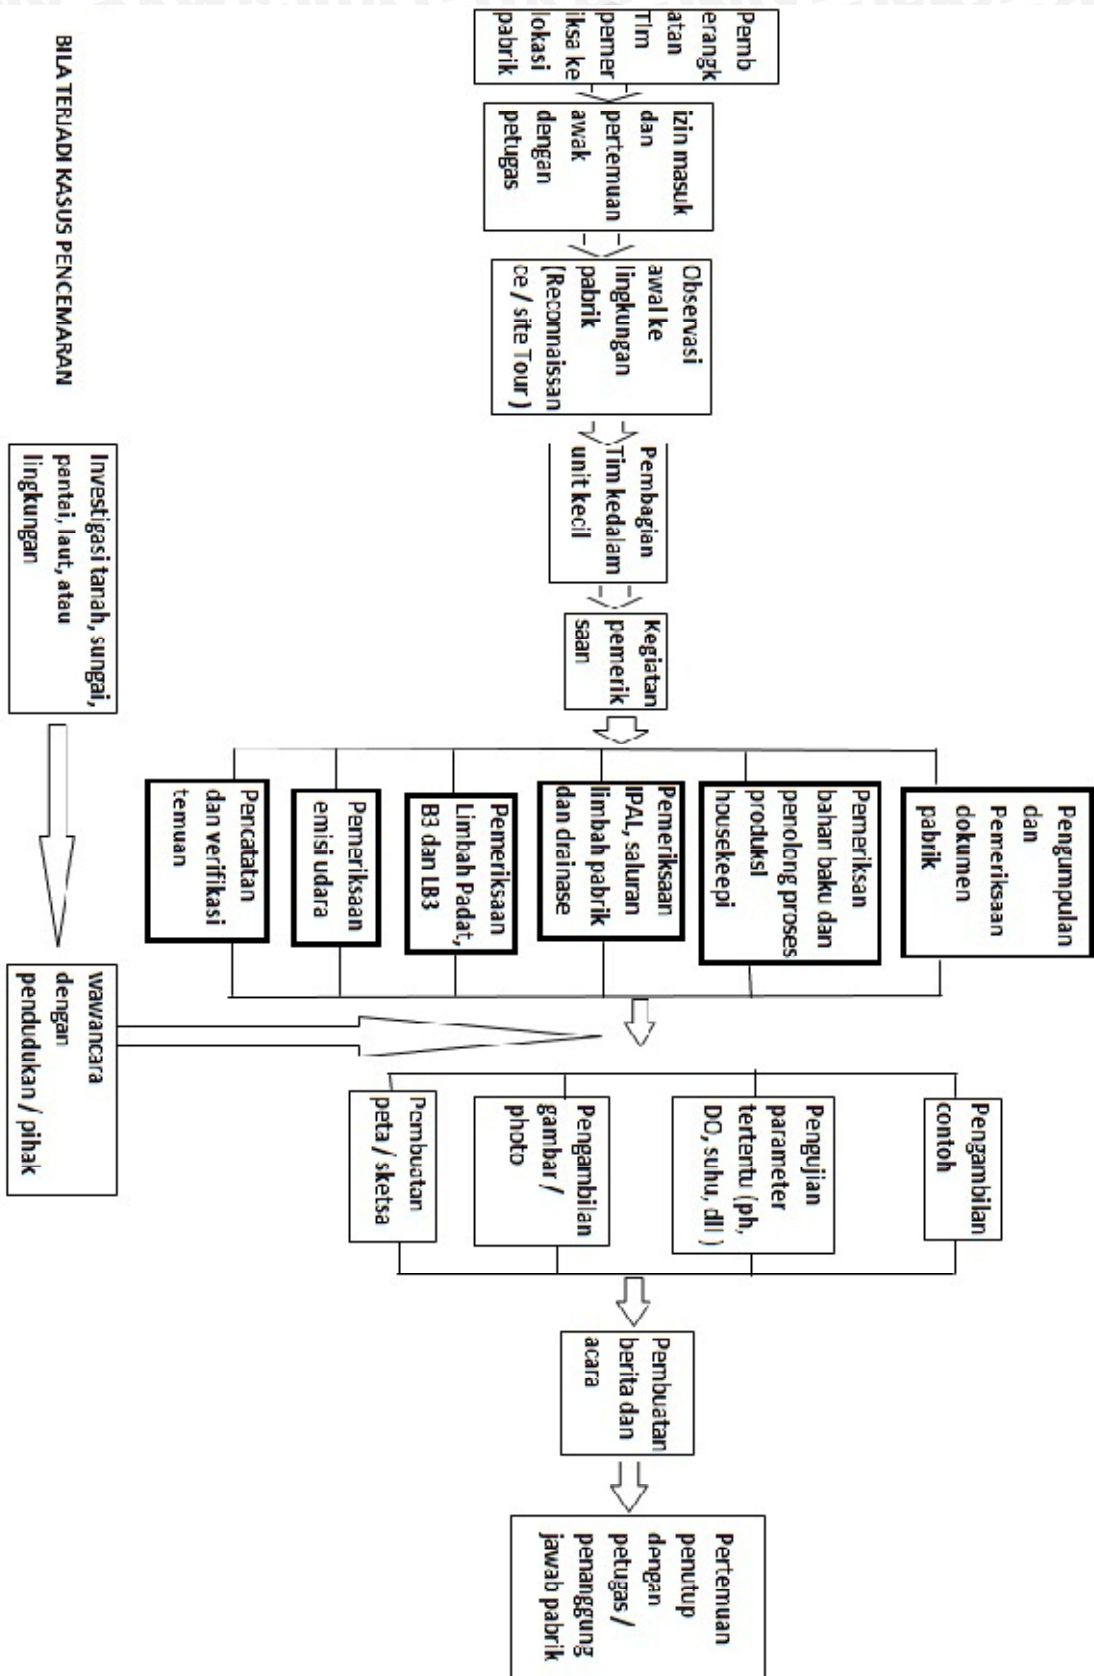 Pemb
erangk
atan
Tim
pemer
iksa ke
lokasi
pabrik
izin masuk
dan
pertemuan
awak
dengan
petugas
Observasi
awal ke
lingkungan
pabrik
(Reconnaissan
ce / site Tour )
Pembagian
Tim kedalam
unit kecil
Kegiatan
pemerik
saan
Pengumpulan
dan
Pemeriksaan
dokumen
pabrik
Pemeriksan
bahan baku dan
penolong proses
produksi
housekeepi
Pemeriksaan
IPAL, saluran
limbah pabrik
dan drainase
Pemeriksaan
Limbah Padat,
B3 dan LB3
Pemeriksaan
emisi udara
Pencatatan
dan verifikasi
temuan
Pengambilan
contoh
Pengujian
parameter
tertentu (ph,
DO, suhu, dll )
Pengambilan
gambar /
photo
Pembuatan
peta / sketsa
Pembuatan
berita dan
acara
Pertemuan
penutup
dengan
petugas /
penanggung
jawab pabrik
BILA TERJADI KASUS PENCEMARAN
Investigasi tanah, sungai,
pantai, laut, atau
lingkungan
wawancara
dengan
pendudukan / pihak